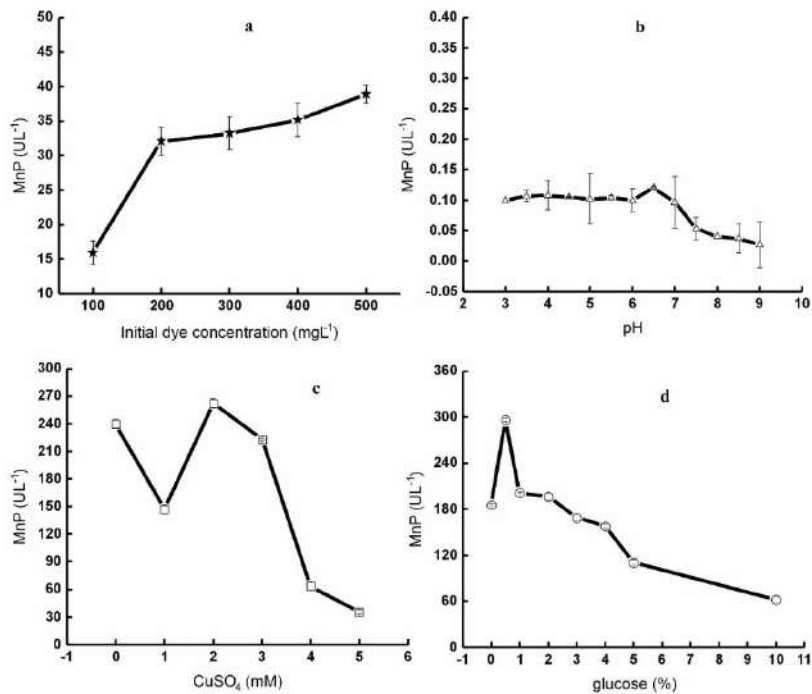 a
50
45
40
35
30
25
20
15
10
MnP (UL-1)
100 200 300 400 500
Initial dye concentration (mgL-1)
b
0.40
0.35
0.30
0.25
0.20
0.15
0.10
0.05
0.00
-0.05
MnP (UL-1)
2 3 4 5 6 7 8 9 10
pH
c
300
270
240
210
180
150
120
90
60
30
0
MnP (UL-1)
-1 0 1 2 3 4 5 6
CuSO4 (mM)
d
360
300
240
180
120
60
0
MnP (UL-1)
-1 0 1 2 3 4 5 6 7 8 9 10 11
glucose (%)